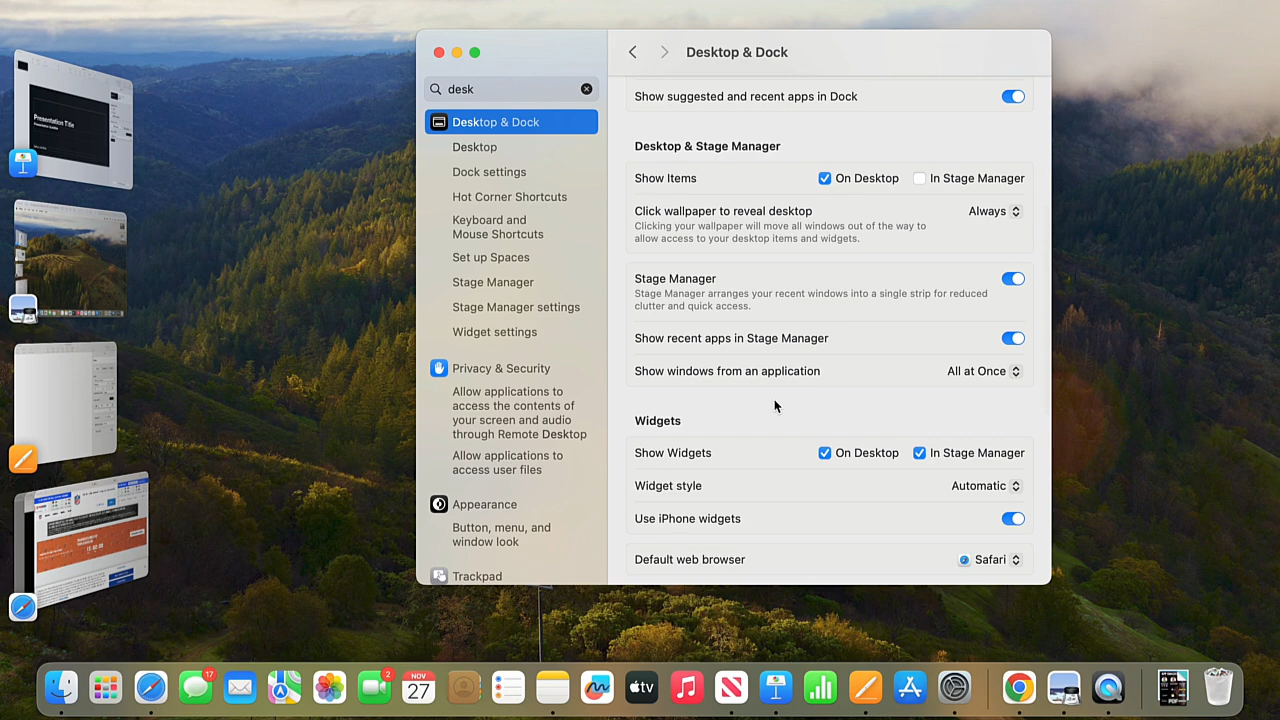 Presentation Title
desk
Desktop & Dock
Desktop
Dock settings
Hot Corner Shortcuts
Keyboard and
Mouse Shortcuts
Set up Spaces
Stage Manager
Stage Manager settings
Widget settings
Privacy & Security
Allow applications to
access the contents of
your screen and audio
through Remote Desktop
Allow applications to
access user files
Appearance
Button, menu, and
window look
Trackpad
Desktop & Dock
Show suggested and recent apps in Dock
Desktop & Stage Manager
Show Items On Desktop In Stage Manager
Click wallpaper to reveal desktop Always
Clicking your wallpaper will move all windows out of the way to
allow access to your desktop items and widgets.
Stage Manager
Stage Manager arranges your recent windows into a single strip for reduced
clutter and quick access.
Show recent apps in Stage Manager
Show windows from an application All at Once
Widgets
Show Widgets On Desktop In Stage Manager
Widget style Automatic
Use iPhone widgets
Default web browser Safari
17
2
NOV
27
tv
PDF